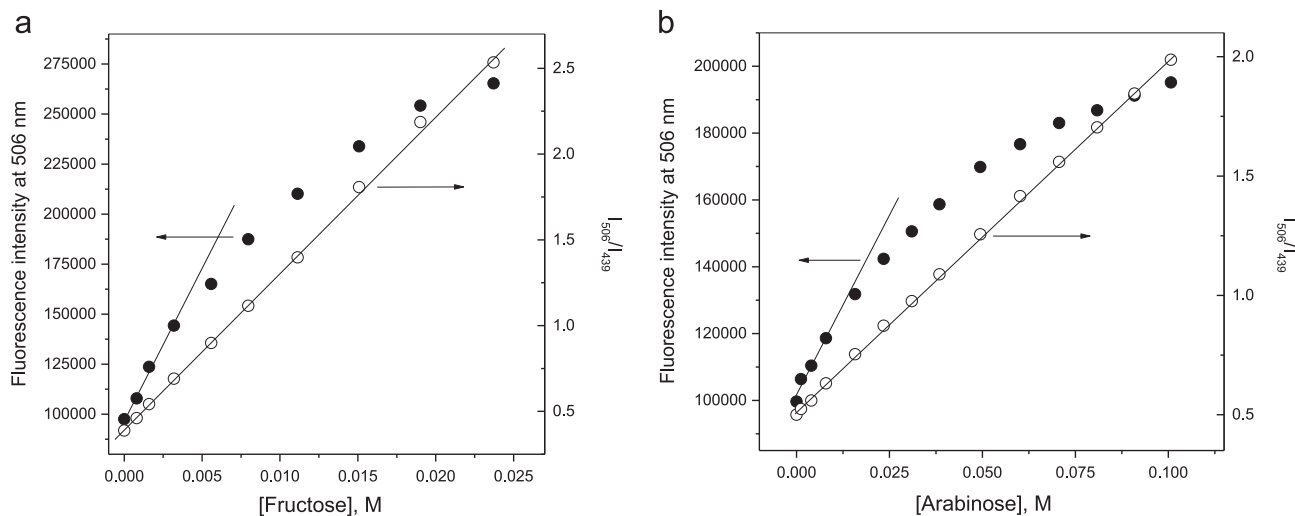 a
275000
250000
225000
200000
175000
150000
125000
100000
Fluorescence intensity at 506 nm
2.5
2.0
1.5
1.0
0.5
I506/I439
0.000 0.005 0.010 0.015 0.020 0.025
[Fructose], M
b
200000
180000
160000
140000
120000
100000
Fluorescence intensity at 506 nm
2.0
1.5
1.0
0.5
I506/I439
0.000 0.025 0.050 0.075 0.100
[Arabinose], M